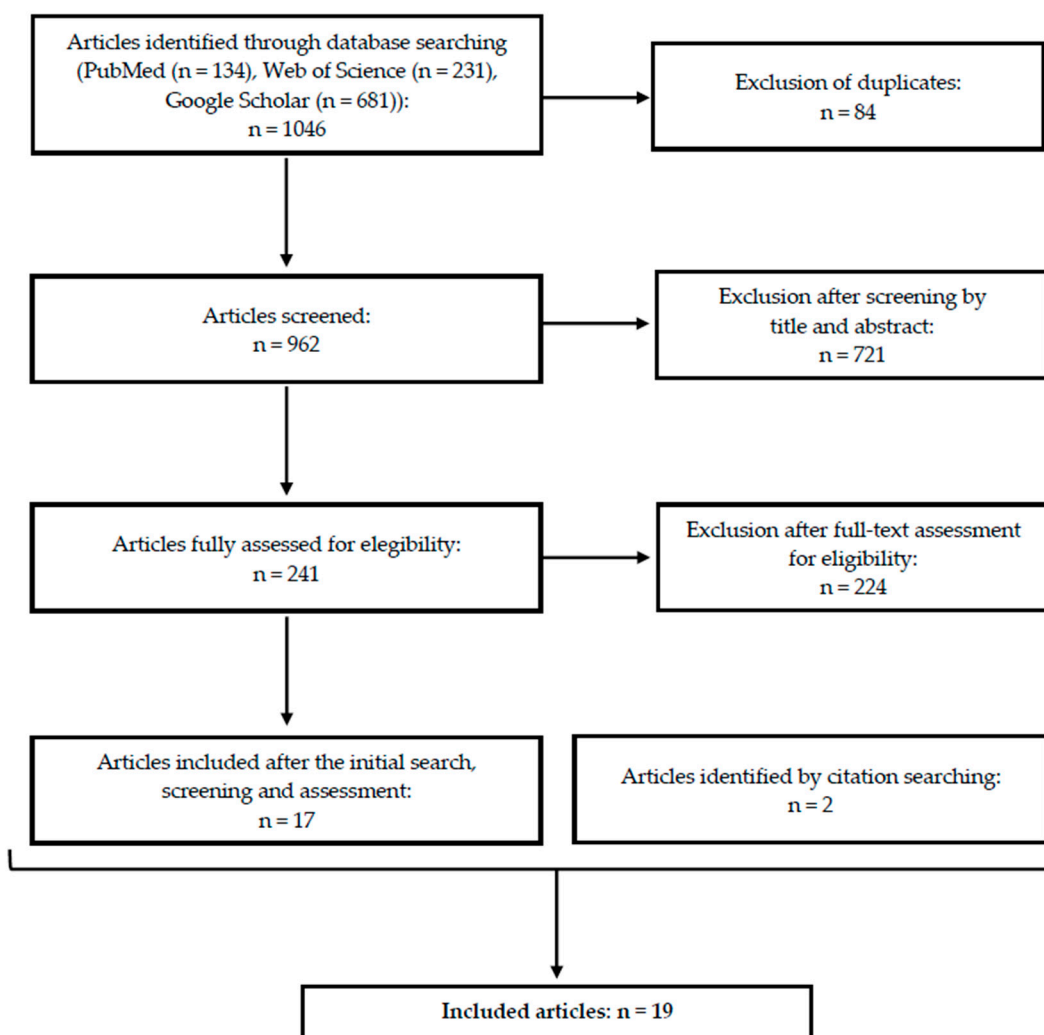 Articles identified through database searching
(PubMed (n = 134), Web of Science (n = 231),
Google Scholar (n = 681)):
n = 1046
Exclusion of duplicates:
n = 84
Articles screened:
n = 962
Exclusion after screening by
title and abstract:
n = 721
Articles fully assessed for elegibility:
n = 241
Exclusion after full-text assessment
for eligibility:
n = 224
Articles included after the initial search,
screening and assessment:
n = 17
Articles identified by citation searching:
n = 2
Included articles: n = 19